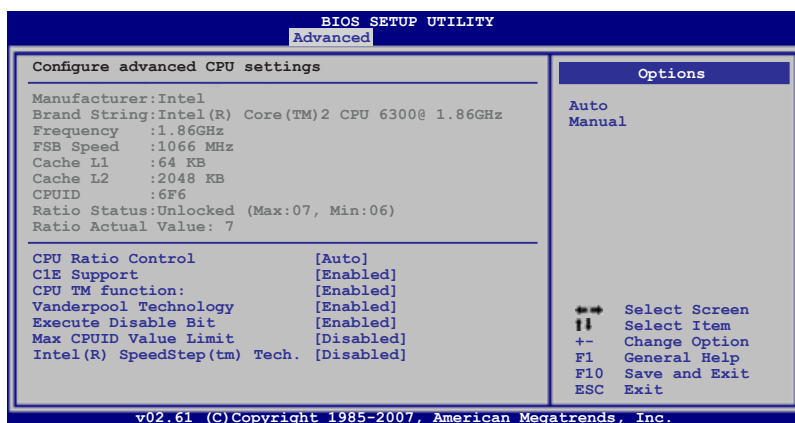 BIOS SETUP UTILITY
Advanced
Configure advanced CPU settings
Manufacturer:Intel
Brand String:Intel(R) Core(TM)2 CPU 6300@ 1.86GHz
Frequency :1.86GHz
FSB Speed :1066 MHz
Cache L1 :64 KB
Cache L2 :2048 KB
CPUID :6F6
Ratio Status:Unlocked (Max:07, Min:06)
Ratio Actual Value: 7
CPU Ratio Control [Auto]
C1E Support [Enabled]
CPU TM function: [Enabled]
Vanderpool Technology [Enabled]
Execute Disable Bit [Enabled]
Max CPUID Value Limit [Disabled]
Intel(R) SpeedStep(tm) Tech. [Disabled]
Options
Auto
Manual
←→ Select Screen
↑↓ Select Item
+- Change Option
F1 General Help
F10 Save and Exit
ESC Exit
v02.61 (C)Copyright 1985-2007, American Megatrends, Inc.